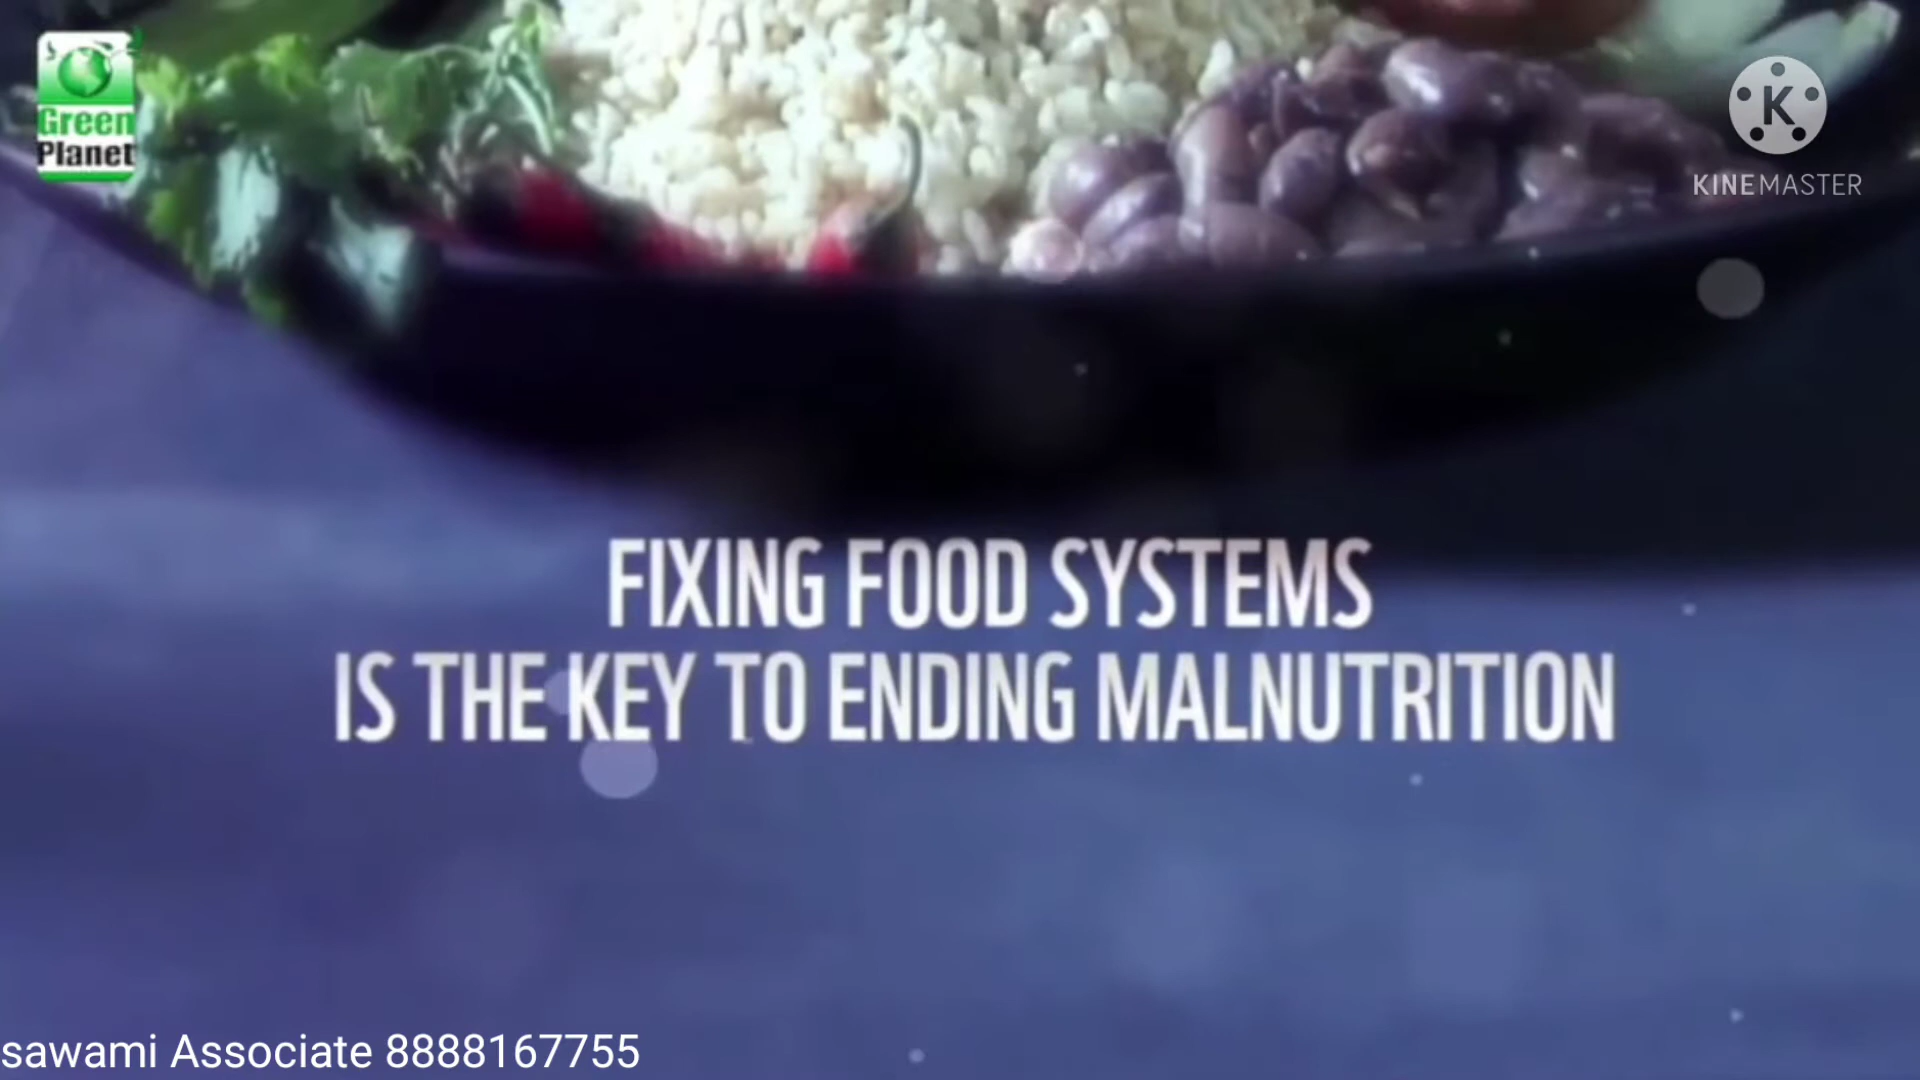 Green
Planet
K
KINEMASTER
FIXING FOOD SYSTEMS
IS THE KEY TO ENDING MALNUTRITION
sawami Associate 8888167755